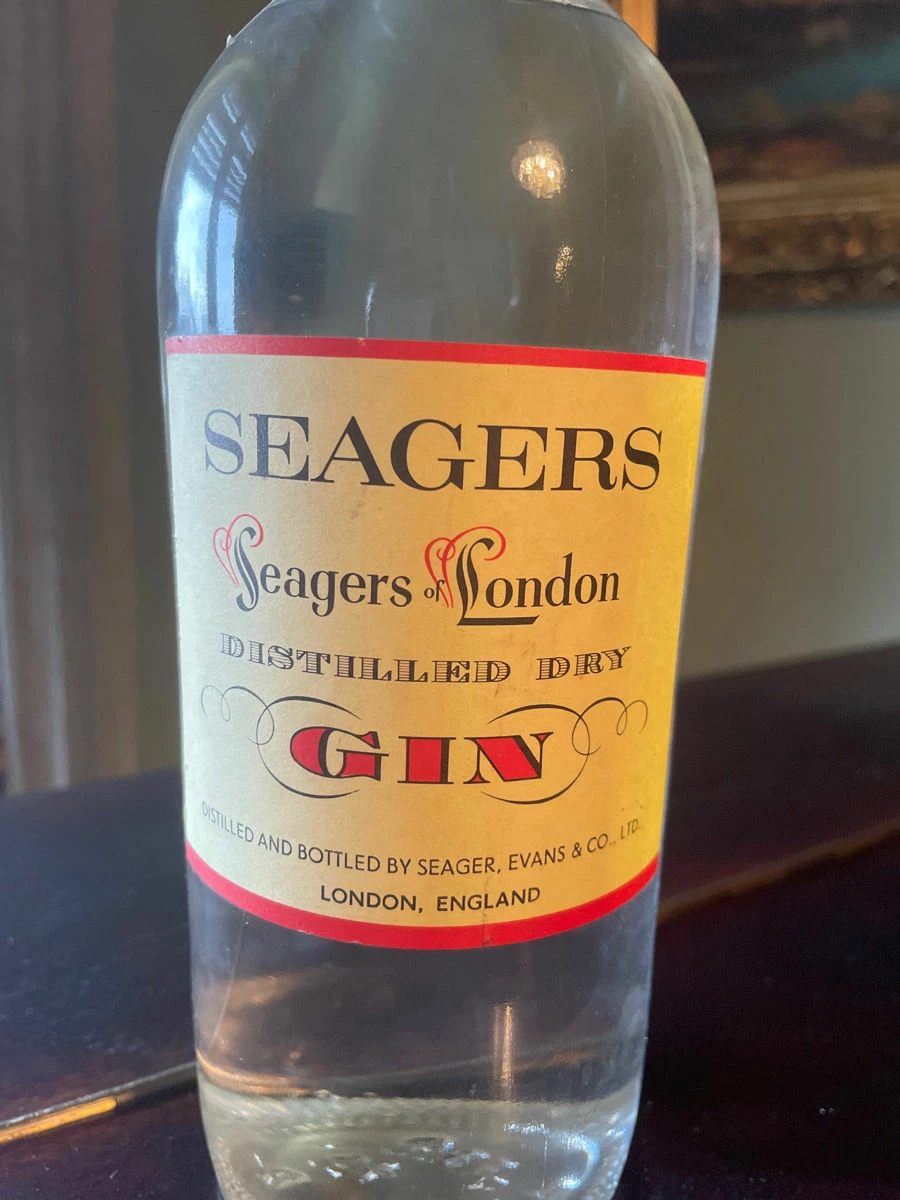 SEAGERS
Seagers of London
DISTILLED DRY
GIN
DISTILLED AND BOTTLED BY SEAGER, EVANS & CO., LTD.
LONDON, ENGLAND